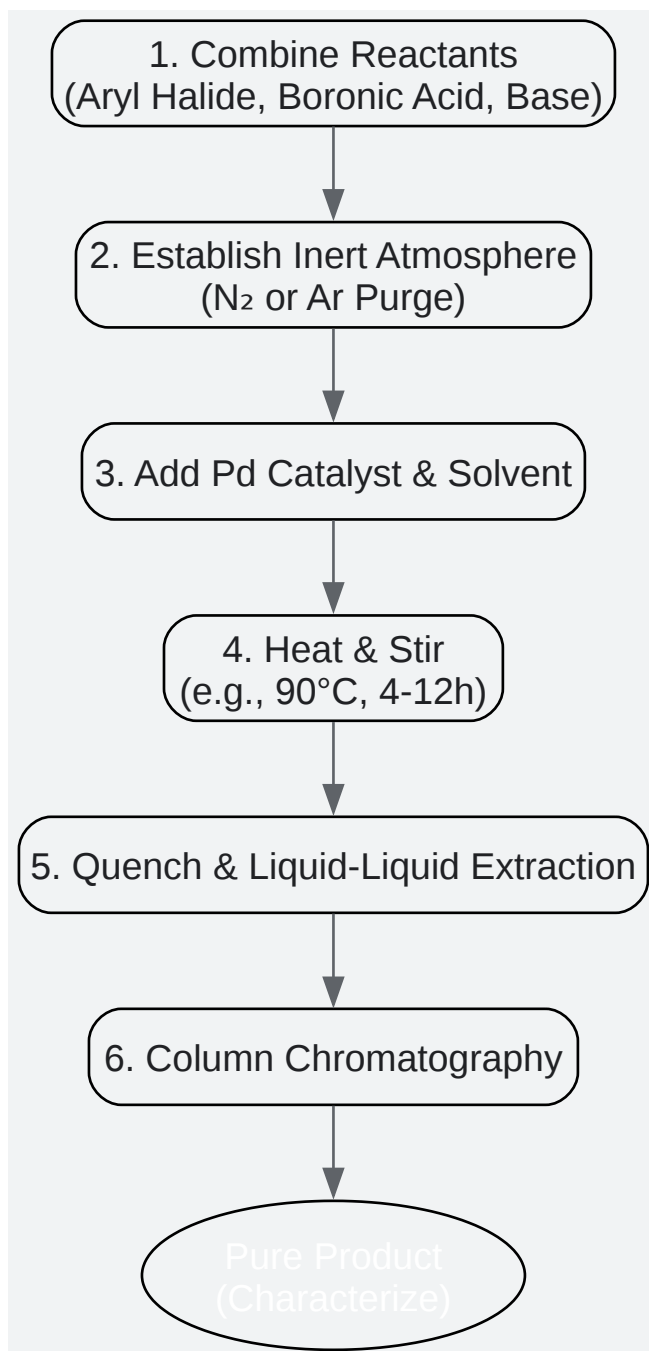 1. Combine Reactants
(Aryl Halide, Boronic Acid, Base)
2. Establish Inert Atmosphere
(N₂ or Ar Purge)
3. Add Pd Catalyst & Solvent
4. Heat & Stir
(e.g., 90°C, 4-12h)
5. Quench & Liquid-Liquid Extraction
6. Column Chromatography
Pure Product
(Characterize)